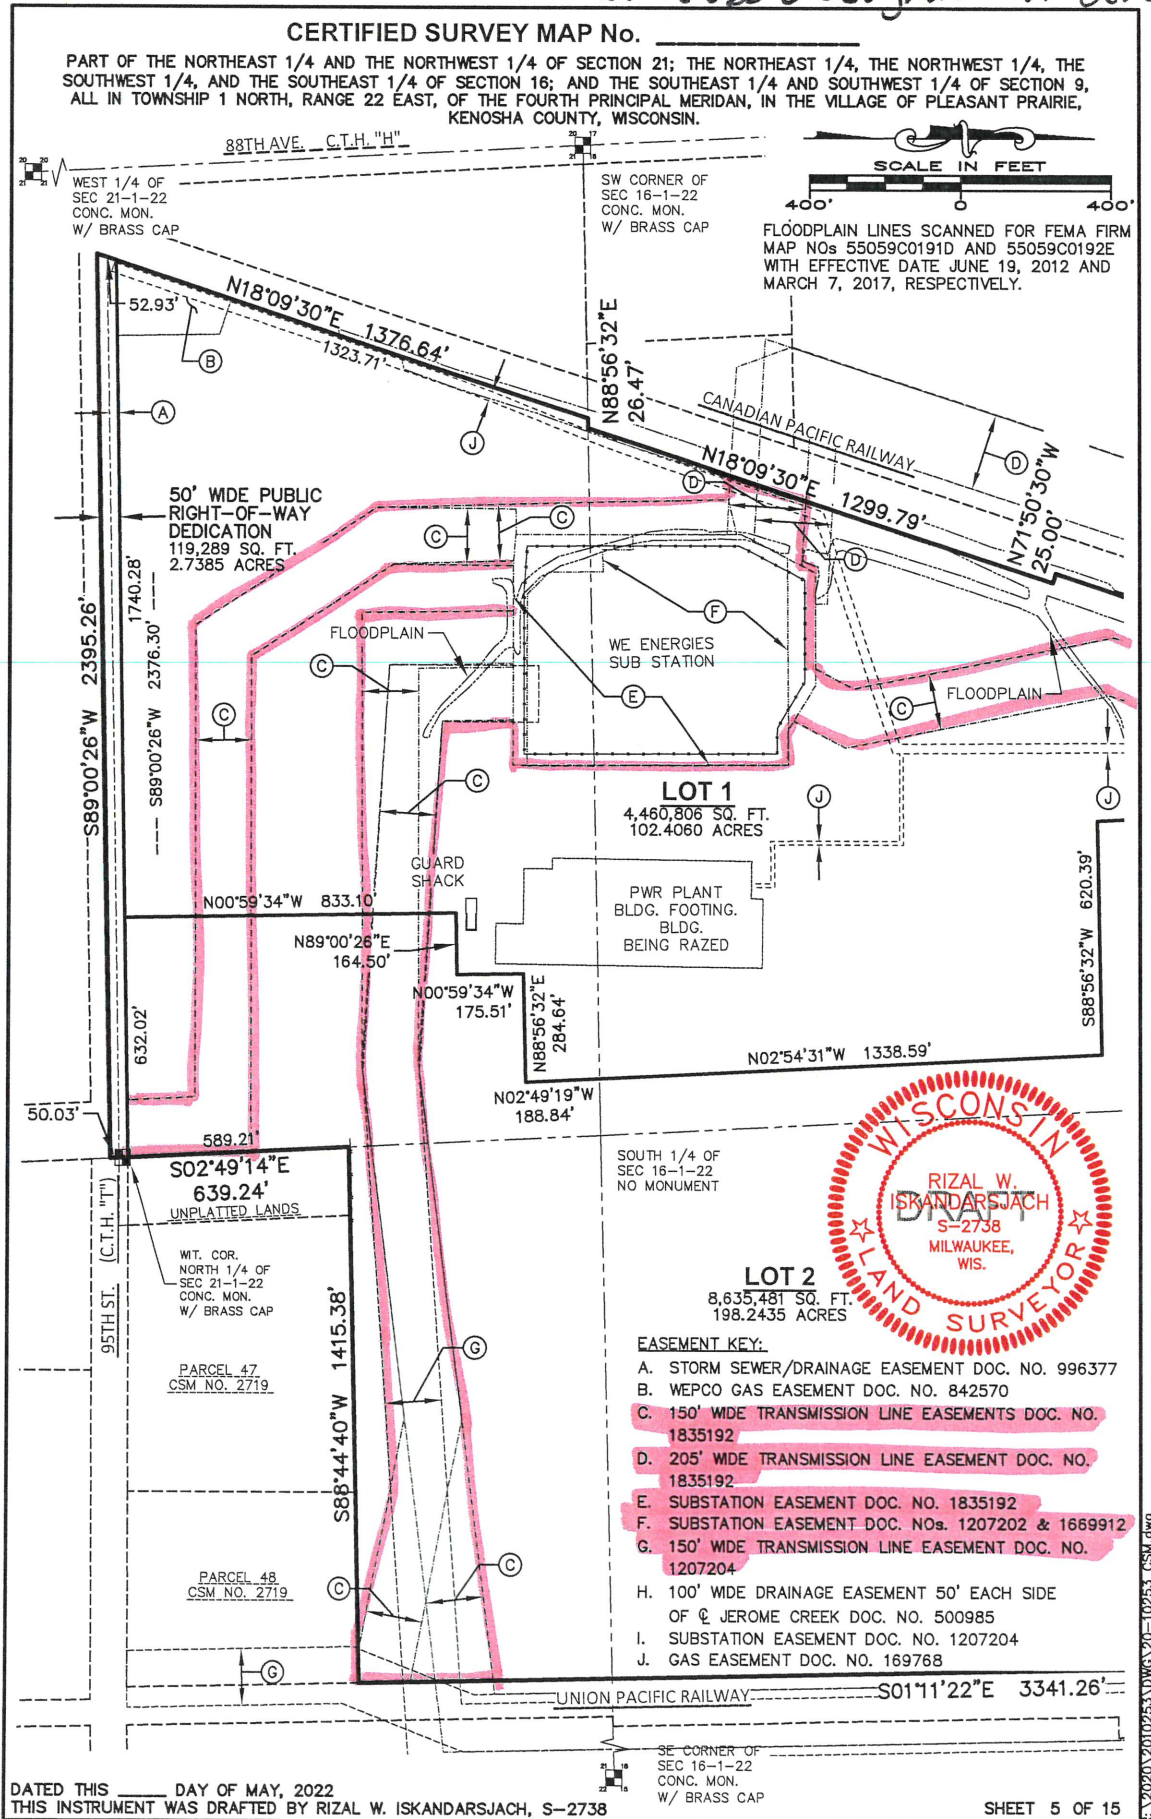 CERTIFIED SURVEY MAP No.
PART OF THE NORTHEAST 1/4 AND THE NORTHWEST 1/4 OF SECTION 21; THE NORTHEAST 1/4, THE NORTHWEST 1/4, THE
SOUTHWEST 1/4, AND THE SOUTHEAST 1/4 OF SECTION 16; AND THE SOUTHEAST 1/4 AND SOUTHWEST 1/4 OF SECTION 9,
ALL IN TOWNSHIP 1 NORTH, RANGE 22 EAST, OF THE FOURTH PRINCIPAL MERIDAN, IN THE VILLAGE OF PLEASANT PRAIRIE,
KENOSHA COUNTY, WISCONSIN.
88TH AVE. C.T.H. "H"
20 20
21 21
WEST 1/4 OF
SEC 21-1-22
CONC. MON.
W/ BRASS CAP
20 17
21 16
SW CORNER OF
SEC 16-1-22
CONC. MON.
W/ BRASS CAP
SCALE IN FEET
400' 0 400'
FLOODPLAIN LINES SCANNED FOR FEMA FIRM
MAP NOs 55059C0191D AND 55059C0192E
WITH EFFECTIVE DATE JUNE 19, 2012 AND
MARCH 7, 2017, RESPECTIVELY.
52.93'
N18°09'30"E 1376.64'
1323.71'
B
A
J
N88°56'32"E
26.47'
CANADIAN PACIFIC RAILWAY
D
N18°09'30"E 1299.79'
D
D
N71°50'30"W
25.00'
50' WIDE PUBLIC
RIGHT-OF-WAY
DEDICATION
119,289 SQ. FT.
2.7385 ACRES
C
C
F
WE ENERGIES
SUB STATION
E
FLOODPLAIN
C
C
FLOODPLAIN
C
S89°00'26"W 2395.26'
1740.28'
S89°00'26"W 2376.30'
C
LOT 1
4,460,806 SQ. FT.
102.4060 ACRES
J
J
GUARD
SHACK
PWR PLANT
BLDG. FOOTING.
BLDG.
BEING RAZED
N00°59'34"W 833.10'
N89°00'26"E
164.50'
N00°59'34"W
175.51'
N88°56'32"E
284.64'
S88°56'32"W 620.39'
N02°54'31"W 1338.59'
N02°49'19"W
188.84'
632.02'
50.03'
589.21'
S02°49'14"E
639.24'
UNPLATTED LANDS
SOUTH 1/4 OF
SEC 16-1-22
NO MONUMENT
WISCONSIN
RIZAL W.
ISKANDARSJACH
DRAFT
S-2738
MILWAUKEE,
WIS.
LAND SURVEYOR
WIT. COR.
NORTH 1/4 OF
SEC 21-1-22
CONC. MON.
W/ BRASS CAP
95TH ST. (C.T.H. "T")
LOT 2
8,635,481 SQ. FT.
198.2435 ACRES
S88°44'40"W 1415.38'
G
PARCEL 47
CSM NO. 2719
PARCEL 48
CSM NO. 2719
C
C
G
EASEMENT KEY:
A. STORM SEWER/DRAINAGE EASEMENT DOC. NO. 996377
B. WEPCO GAS EASEMENT DOC. NO. 842570
C. 150' WIDE TRANSMISSION LINE EASEMENTS DOC. NO.
1835192
D. 205' WIDE TRANSMISSION LINE EASEMENT DOC. NO.
1835192
E. SUBSTATION EASEMENT DOC. NO. 1835192
F. SUBSTATION EASEMENT DOC. NOs. 1207202 & 1669912
G. 150' WIDE TRANSMISSION LINE EASEMENT DOC. NO.
1207204
H. 100' WIDE DRAINAGE EASEMENT 50' EACH SIDE
OF ℄ JEROME CREEK DOC. NO. 500985
I. SUBSTATION EASEMENT DOC. NO. 1207204
J. GAS EASEMENT DOC. NO. 169768
UNION PACIFIC RAILWAY
S01°11'22"E 3341.26'
21 16
22 15
SE CORNER OF
SEC 16-1-22
CONC. MON.
W/ BRASS CAP
DATED THIS ____ DAY OF MAY, 2022
THIS INSTRUMENT WAS DRAFTED BY RIZAL W. ISKANDARSJACH, S-2738
SHEET 5 OF 15